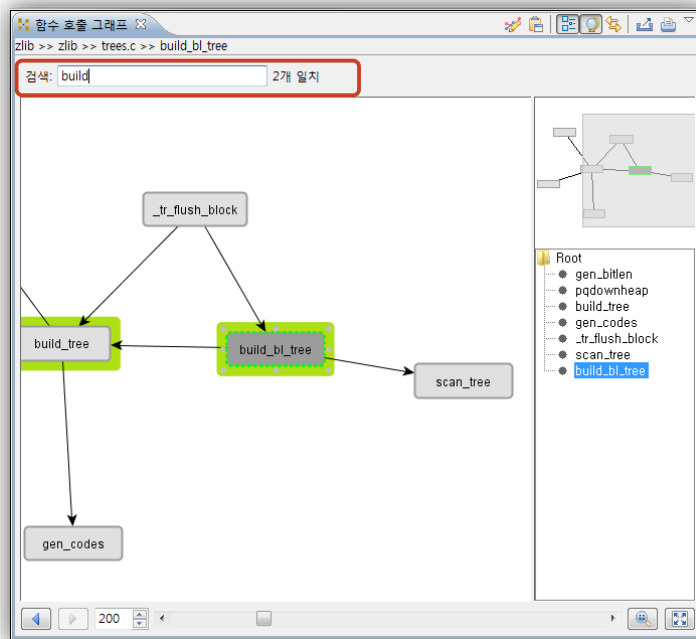 함수 호출 그래프
zlib >> zlib >> trees.c >> build_bl_tree
검색: build 2개 일치
_tr_flush_block
build_tree
build_bl_tree
scan_tree
gen_codes
Root
gen_bitlen
pqdownheap
build_tree
gen_codes
_tr_flush_block
scan_tree
build_bl_tree
200